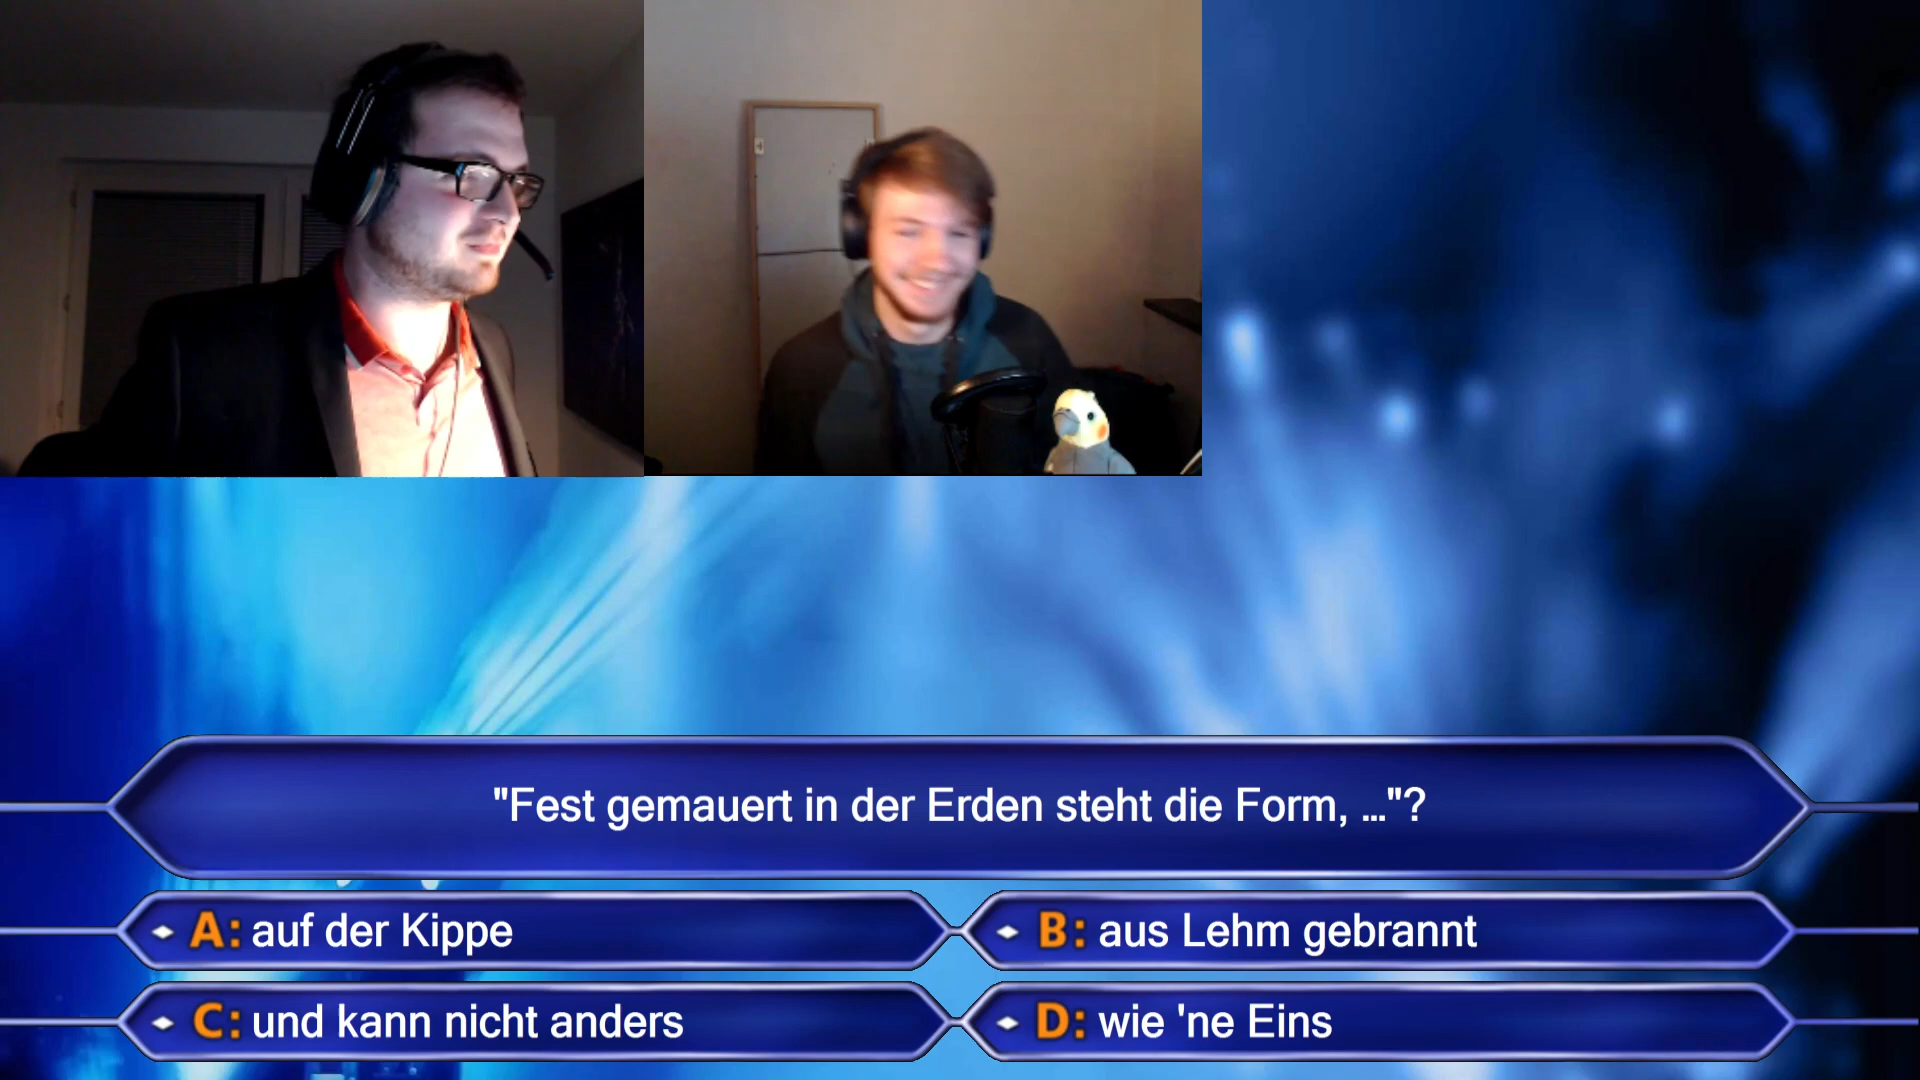 "Fest gemauert in der Erden steht die Form, ..."?
A: auf der Kippe
B: aus Lehm gebrannt
C: und kann nicht anders
D: wie 'ne Eins